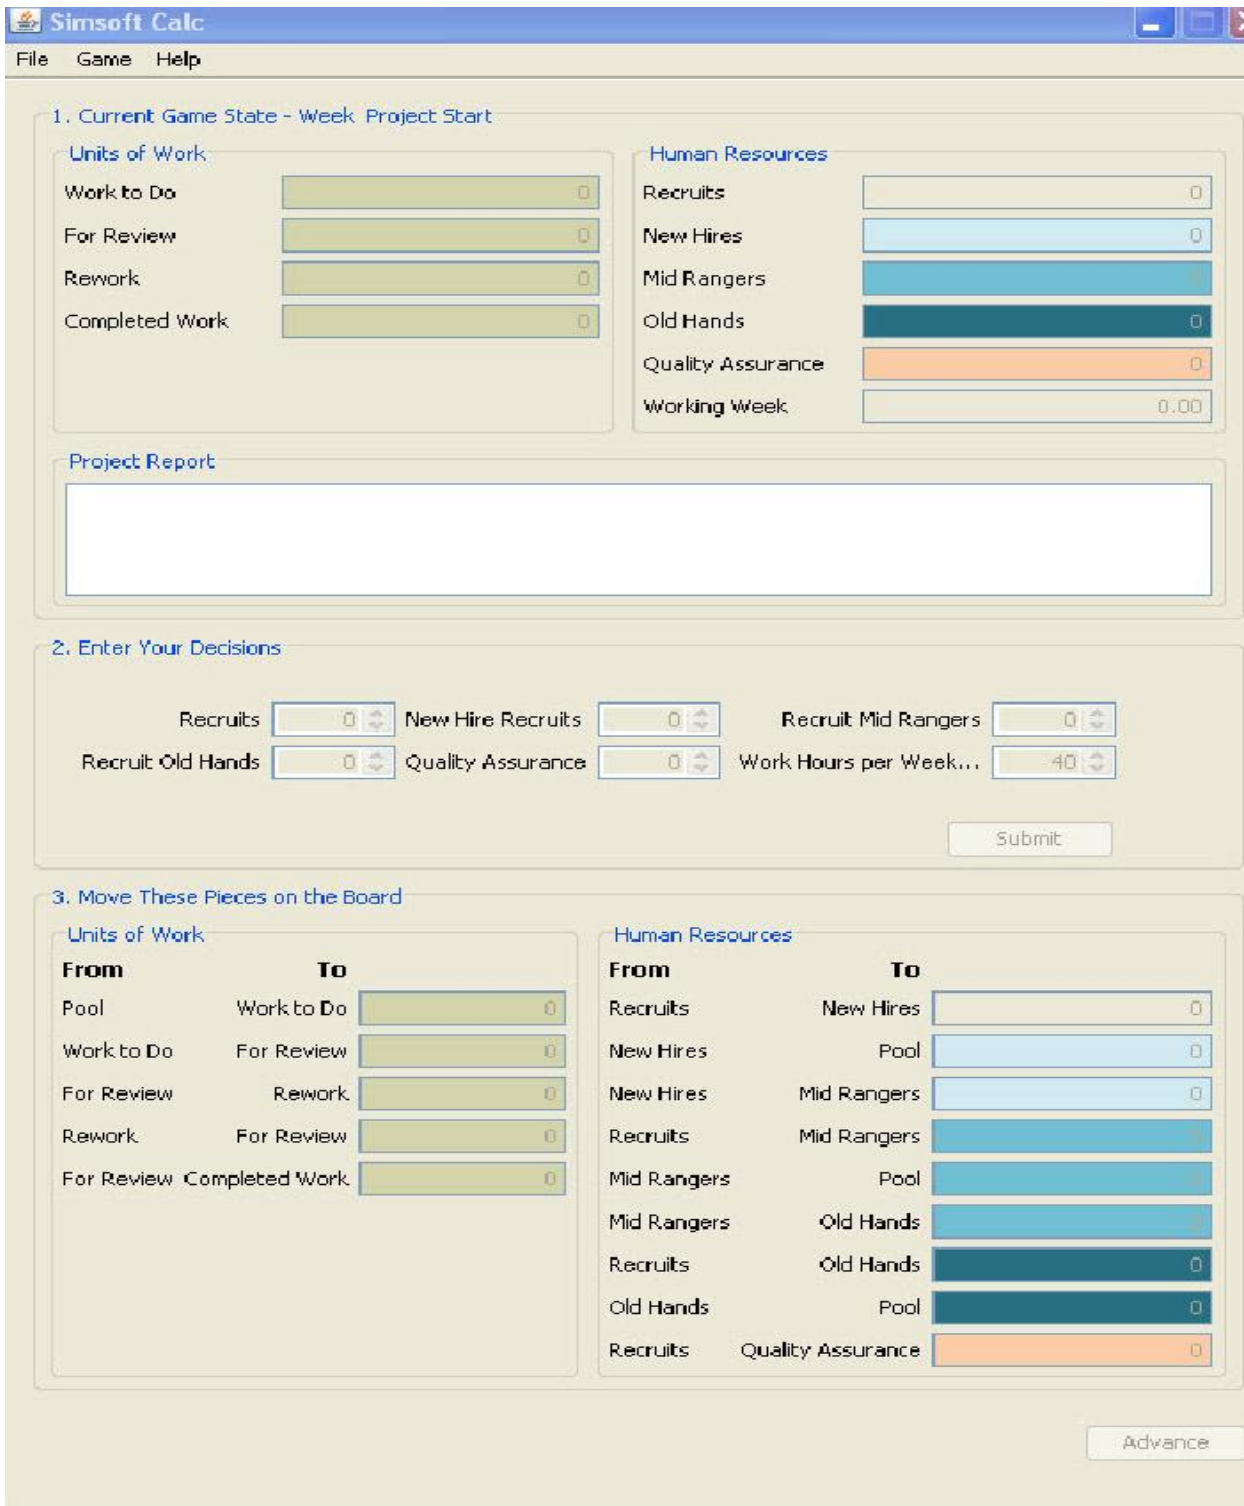 Simsoft Calc
File Game Help
1. Current Game State - Week Project Start
Units of Work
Work to Do 0
For Review 0
Rework 0
Completed Work 0
Human Resources
Recruits 0
New Hires 0
Mid Rangers
Old Hands 0
Quality Assurance 0
Working Week 0.00
Project Report
2. Enter Your Decisions
Recruits 0 New Hire Recruits 0 Recruit Mid Rangers 0
Recruit Old Hands 0 Quality Assurance 0 Work Hours per Week... 40
Submit
3. Move These Pieces on the Board
Units of Work
From To
Pool Work to Do 0
Work to Do For Review 0
For Review Rework 0
Rework For Review 0
For Review Completed Work 0
Human Resources
From To
Recruits New Hires 0
New Hires Pool 0
New Hires Mid Rangers 0
Recruits Mid Rangers
Mid Rangers Pool
Mid Rangers Old Hands
Recruits Old Hands 0
Old Hands Pool 0
Recruits Quality Assurance 0
Advance